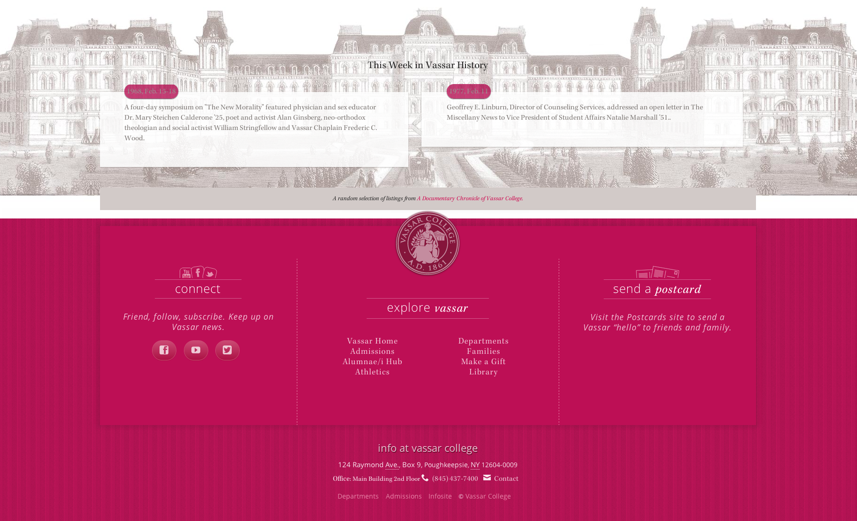 This Week in Vassar History
1968, Feb. 15-18
A four-day symposium on "The New Morality" featured physician and sex educator
Dr. Mary Steichen Calderone '25, poet and activist Alan Ginsberg, neo-orthodox
theologian and social activist William Stringfellow and Vassar Chaplain Frederic C.
Wood.
1977, Feb. 11
Geoffrey E. Linburn, Director of Counseling Services, addressed an open letter in The
Miscellany News to Vice President of Student Affairs Natalie Marshall '51..
A random selection of listings from A Documentary Chronicle of Vassar College.
VASSAR COLLEGE
A.D. 1861
connect
Friend, follow, subscribe. Keep up on
Vassar news.
explore vassar
Vassar Home
Admissions
Alumnae/i Hub
Athletics
Departments
Families
Make a Gift
Library
send a postcard
Visit the Postcards site to send a
Vassar "hello" to friends and family.
info at vassar college
124 Raymond Ave., Box 9, Poughkeepsie, NY 12604-0009
Office: Main Building 2nd Floor (845) 437-7400 Contact
Departments Admissions Infosite © Vassar College